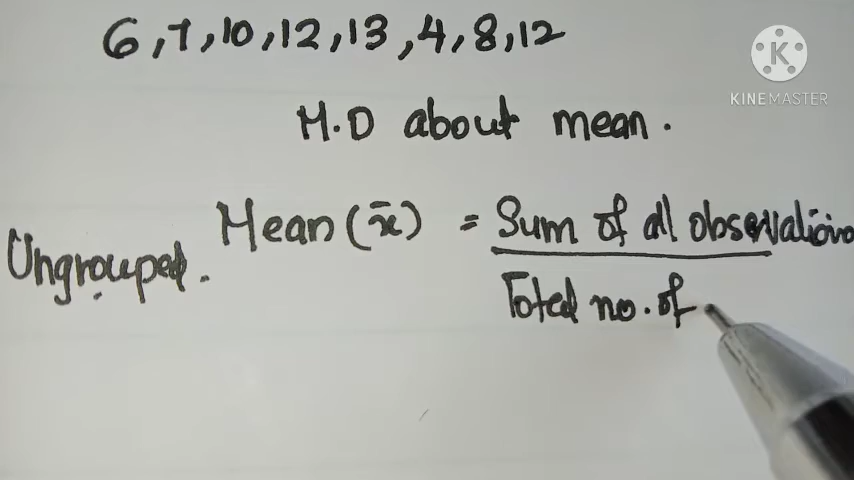 6,7,10,12,13,4,8,12
K
KINEMASTER
M.D about mean.
Ungrouped. Mean (x̄) = Sum of all observations
Total no. of